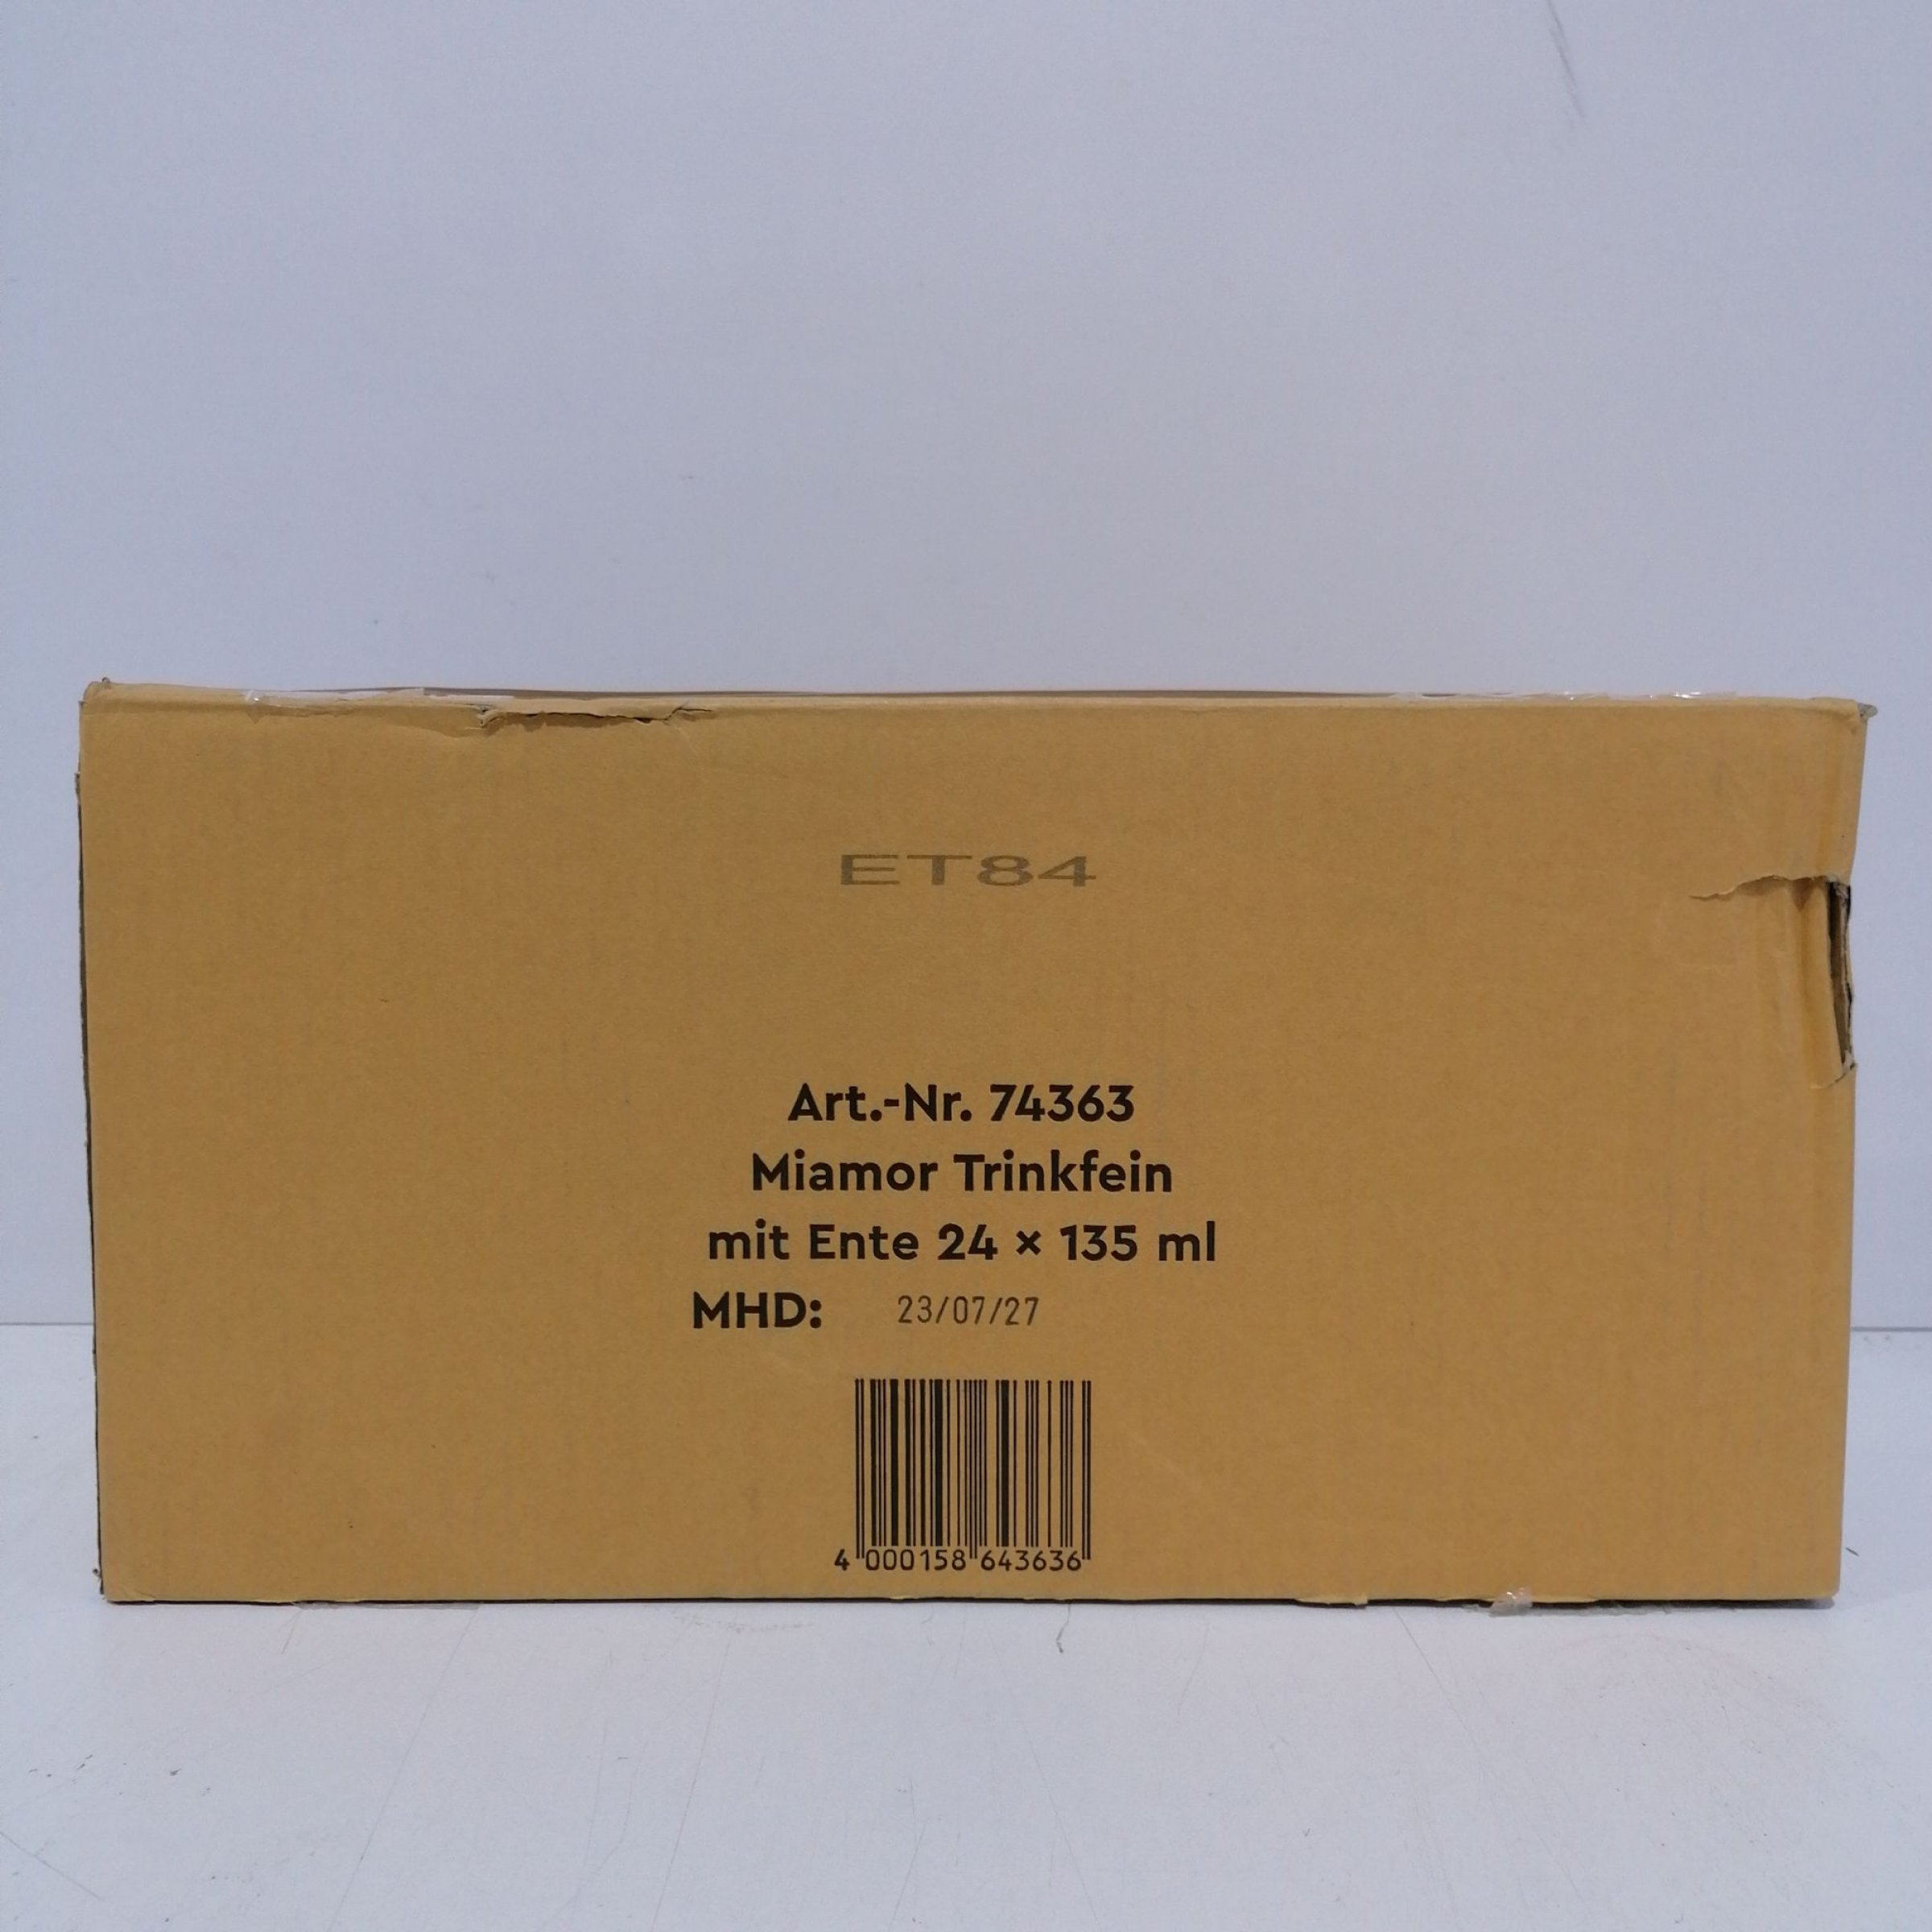 ET84
Art.-Nr. 74363
Miamor Trinkfein
mit Ente 24 × 135 ml
MHD: 23/07/27
4 000158 643636